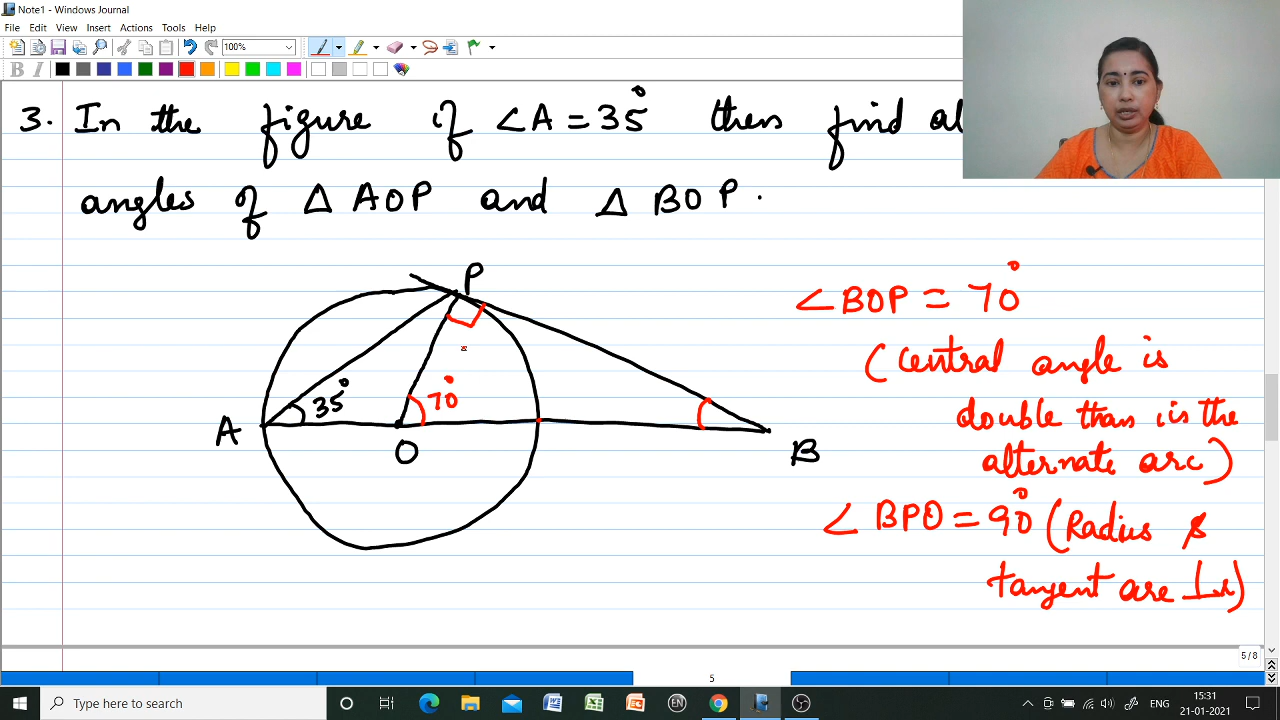 Note1 - Windows Journal
File Edit View Insert Actions Tools Help
100%
B I
3. In the figure if ∠A = 35° then find al
angles of △ AOP and △ BOP.
P
∠BOP = 70°
(Central angle is
double than is the
alternate arc)
35°
70°
A
O
B
∠ BPO = 90° (Radius &
tangent are ⊥r)
5/8
5
Type here to search
ENG
15:31
21-01-2021